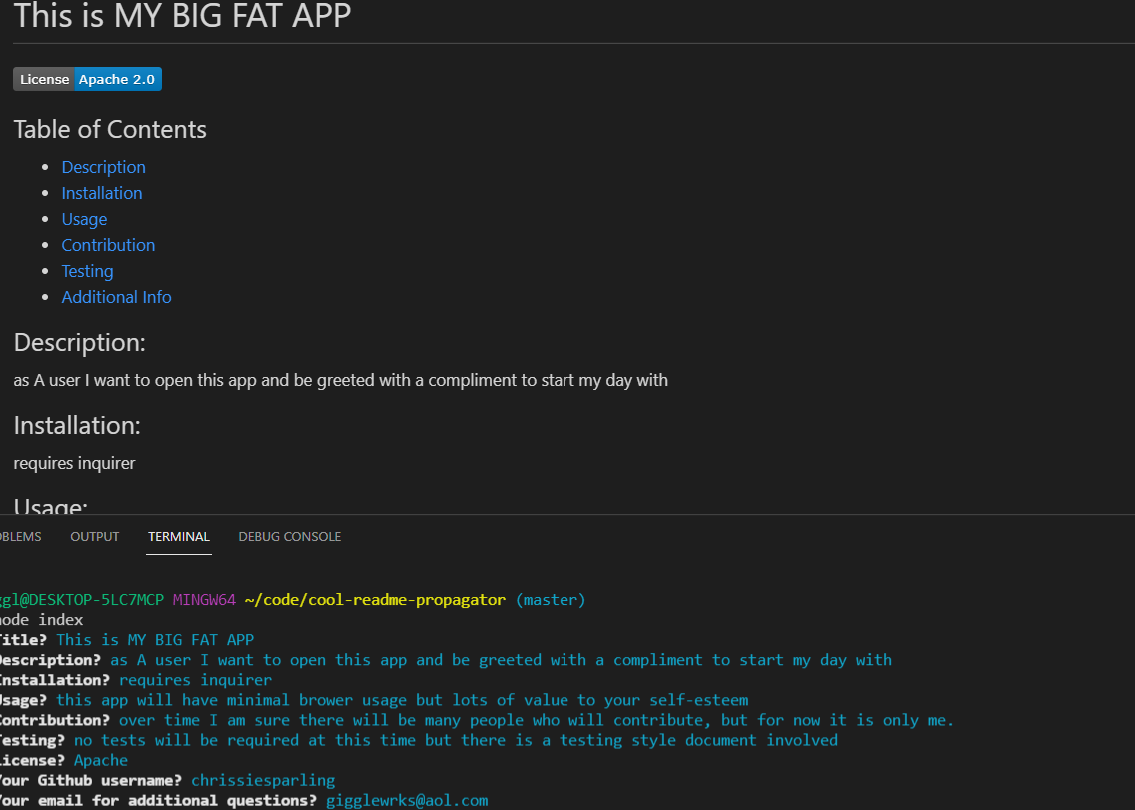 This is MY BIG FAT APP
License Apache 2.0
Table of Contents
Description
Installation
Usage
Contribution
Testing
Additional Info
Description:
as A user I want to open this app and be greeted with a compliment to start my day with
Installation:
requires inquirer
Usage:
OBLEMS OUTPUT TERMINAL DEBUG CONSOLE
ggl@DESKTOP-5LC7MCP MINGW64 ~/code/cool-readme-propagator (master)
node index
Title? This is MY BIG FAT APP
Description? as A user I want to open this app and be greeted with a compliment to start my day with
Installation? requires inquirer
Usage? this app will have minimal brower usage but lots of value to your self-esteem
Contribution? over time I am sure there will be many people who will contribute, but for now it is only me.
Testing? no tests will be required at this time but there is a testing style document involved
License? Apache
Your Github username? chrissiesparling
Your email for additional questions? gigglewrks@aol.com